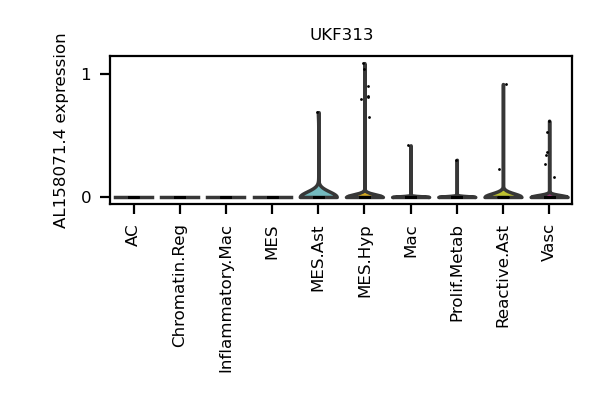 UKF313
AL158071.4 expression
1
0
AC
Chromatin.Reg
Inflammatory.Mac
MES
MES.Ast
MES.Hyp
Mac
Prolif.Metab
Reactive.Ast
Vasc